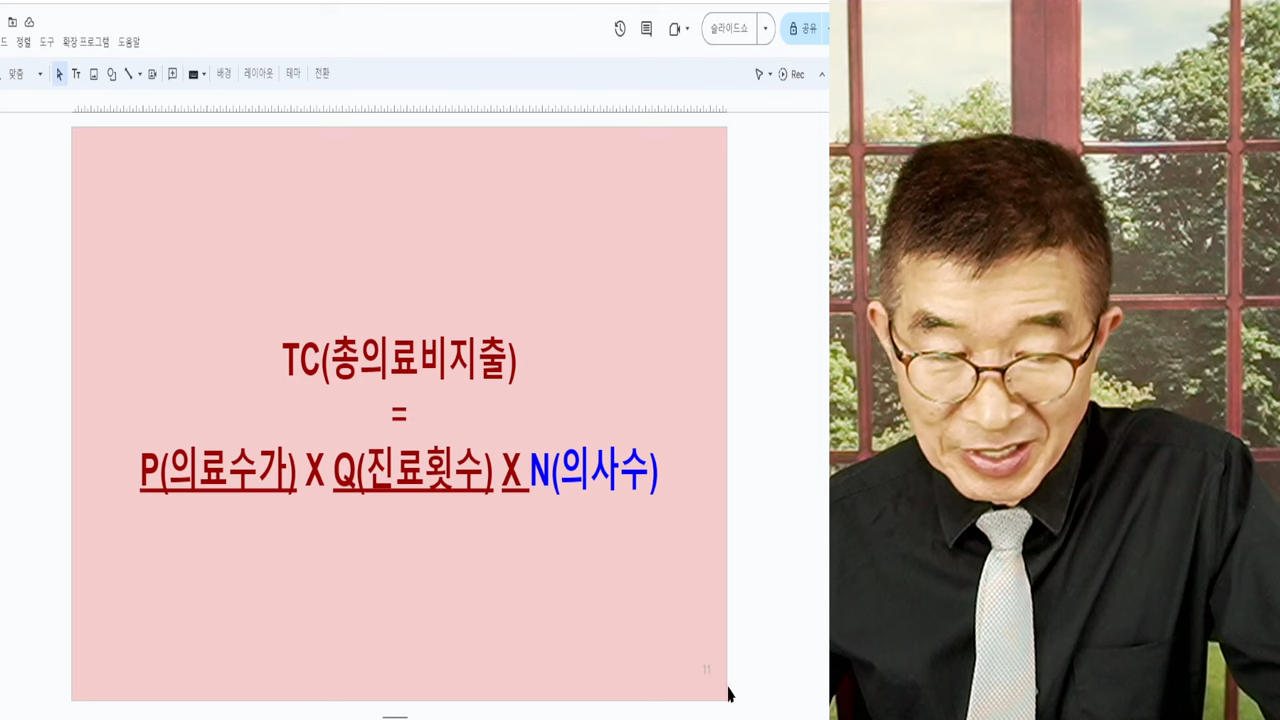 정렬 도구 확장 프로그램 도움말
슬라이드쇼
공유
맞춤
Tr
배경 레이아웃 테마 전환
Rec
TC(총의료비지출)
=
P(의료수가) X Q(진료횟수) X N(의사수)
11